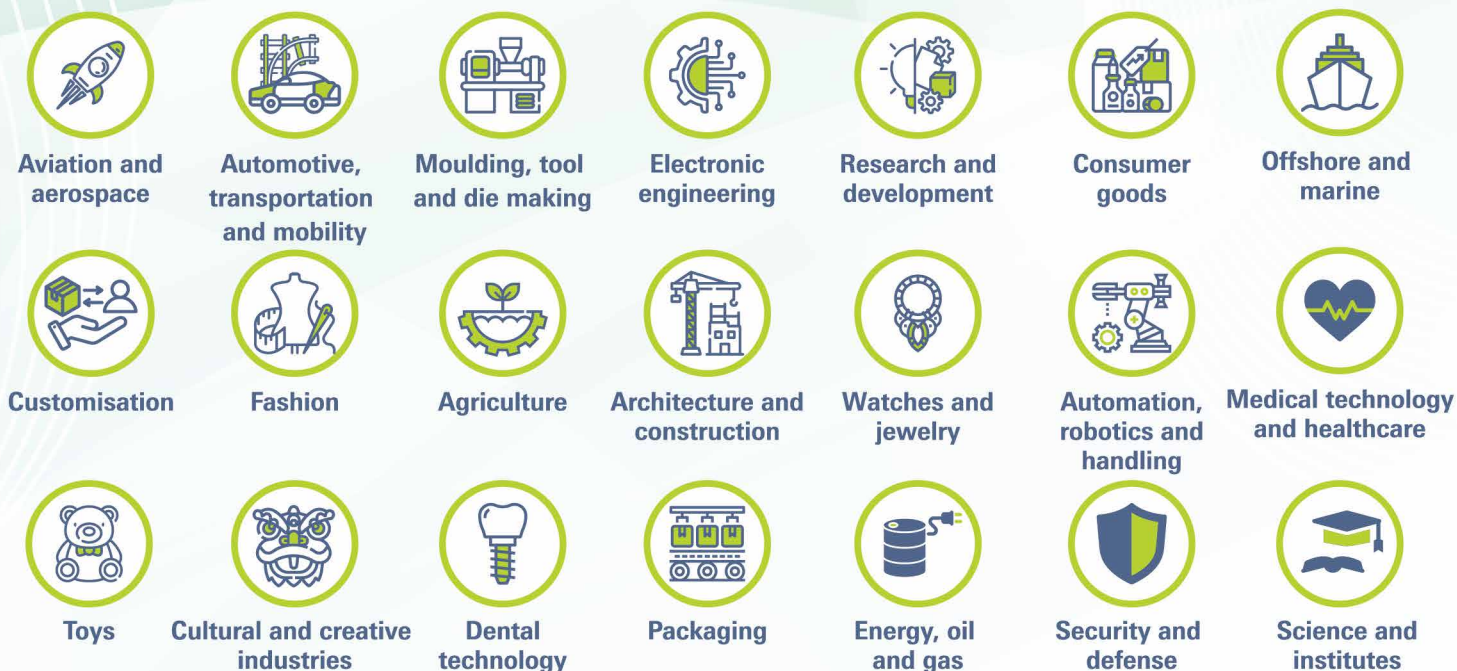 Aviation and
aerospace
Automotive,
transportation
and mobility
Moulding, tool
and die making
Electronic
engineering
Research and
development
Consumer
goods
Offshore and
marine
Customisation
Fashion
Agriculture
Architecture and
construction
Watches and
jewelry
Automation,
robotics and
handling
Medical technology
and healthcare
Toys
Cultural and creative
industries
Dental
technology
Packaging
Energy, oil
and gas
Security and
defense
Science and
institutes